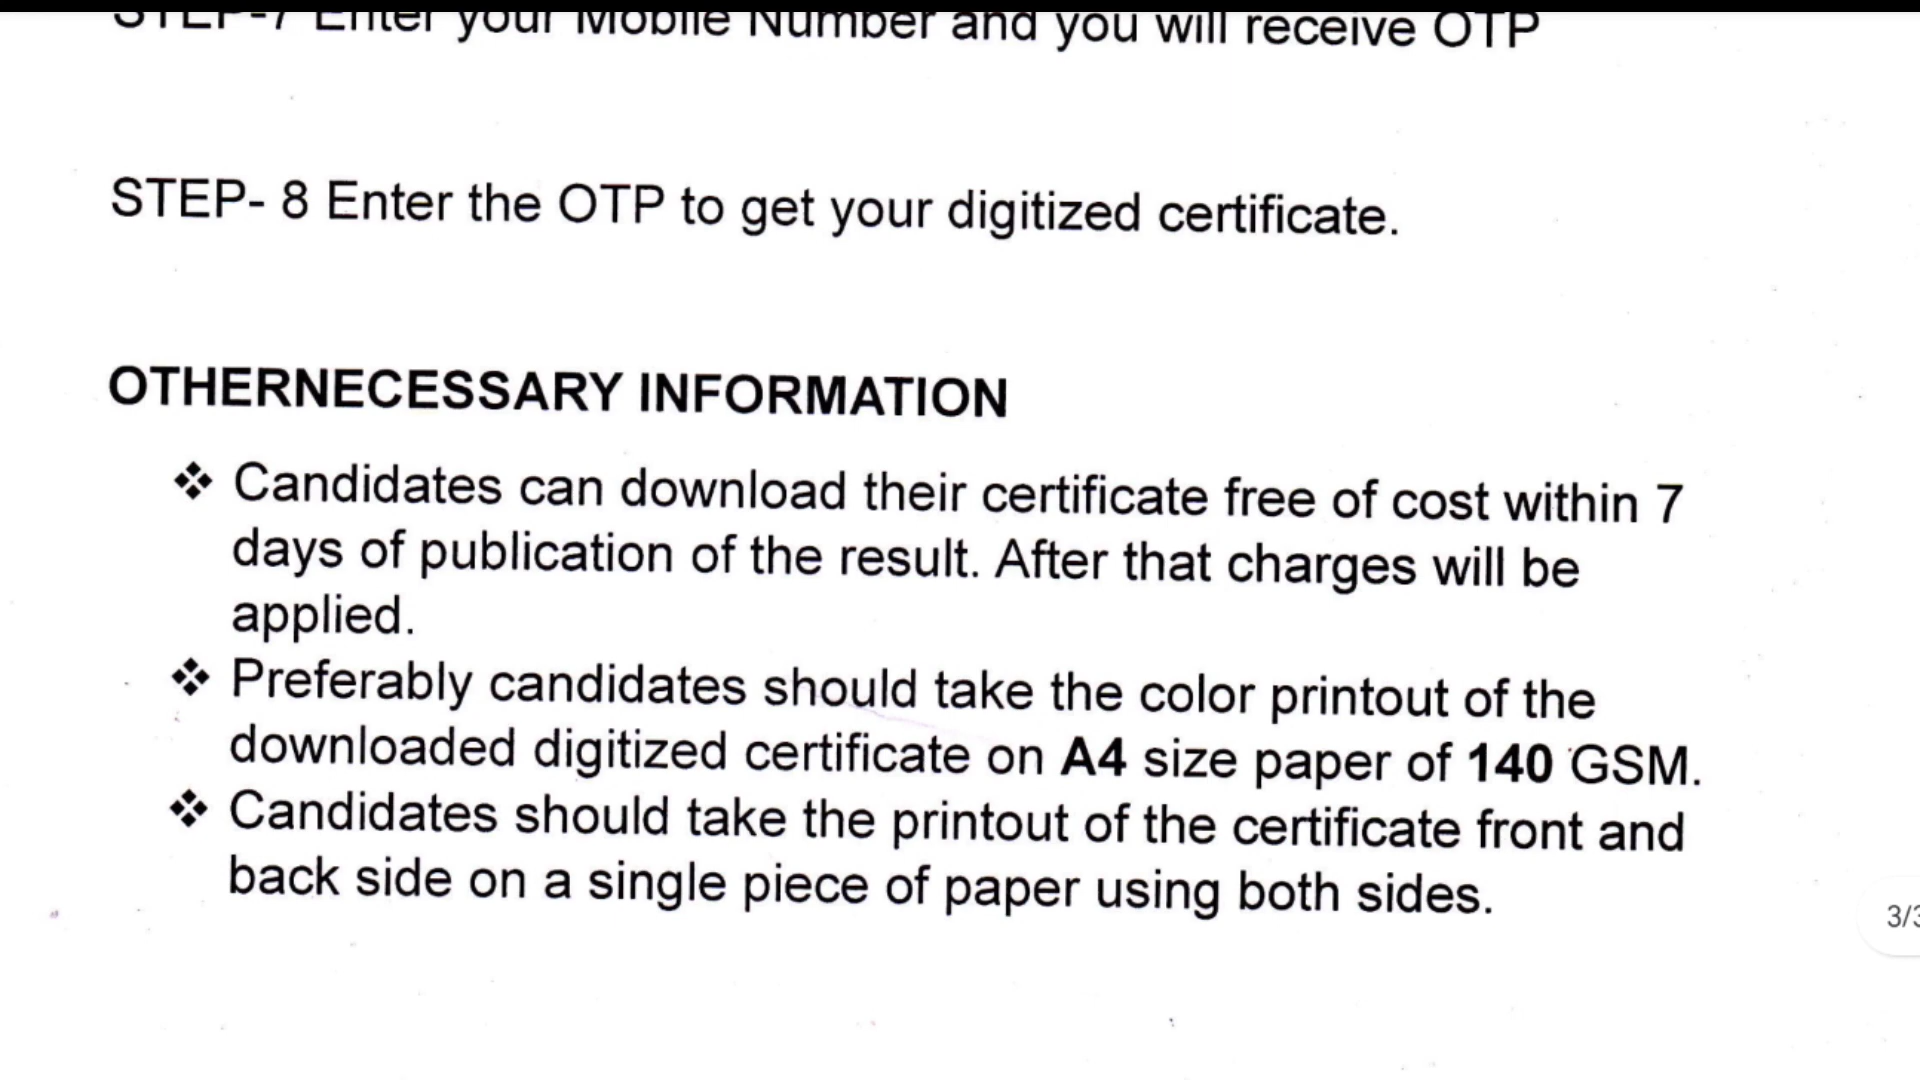 STEP-7 Enter your Mobile Number and you will receive OTP
STEP- 8 Enter the OTP to get your digitized certificate.
OTHERNECESSARY INFORMATION
❖ Candidates can download their certificate free of cost within 7
days of publication of the result. After that charges will be
applied.
❖ Preferably candidates should take the color printout of the
downloaded digitized certificate on A4 size paper of 140 GSM.
❖ Candidates should take the printout of the certificate front and
back side on a single piece of paper using both sides.
3/3